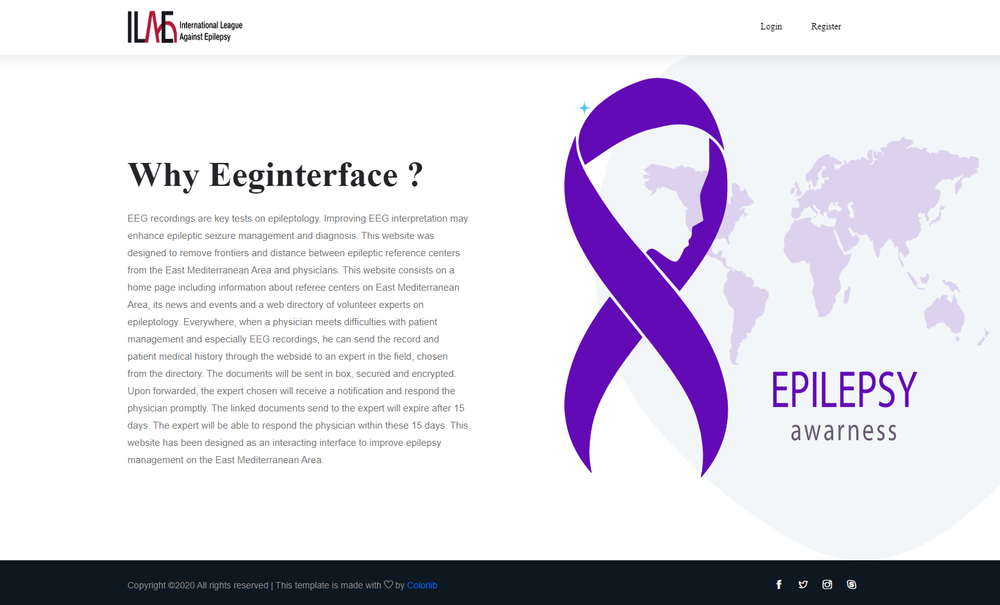 ILAE International League
Against Epilepsy
Login
Register
Why Eeginterface ?
EEG recordings are key tests on epileptology. Improving EEG interpretation may
enhance epileptic seizure management and diagnosis. This website was
designed to remove frontiers and distance between epileptic reference centers
from the East Mediterranean Area and physicians. This website consists on a
home page including information about referee centers on East Mediterranean
Area, its news and events and a web directory of volunteer experts on
epileptology. Everywhere, when a physician meets difficulties with patient
management and especially EEG recordings, he can send the record and
patient medical history through the webside to an expert in the field, chosen
from the directory. The documents will be sent in box, secured and encrypted.
Upon forwarded, the expert chosen will receive a notification and respond the
physician promptly. The linked documents send to the expert will expire after 15
days. The expert will be able to respond the physician within these 15 days. This
website has been designed as an interacting interface to improve epilepsy
management on the East Mediterranean Area.
EPILEPSY
awarness
Copyright ©2020 All rights reserved | This template is made with ♡ by Colorlib